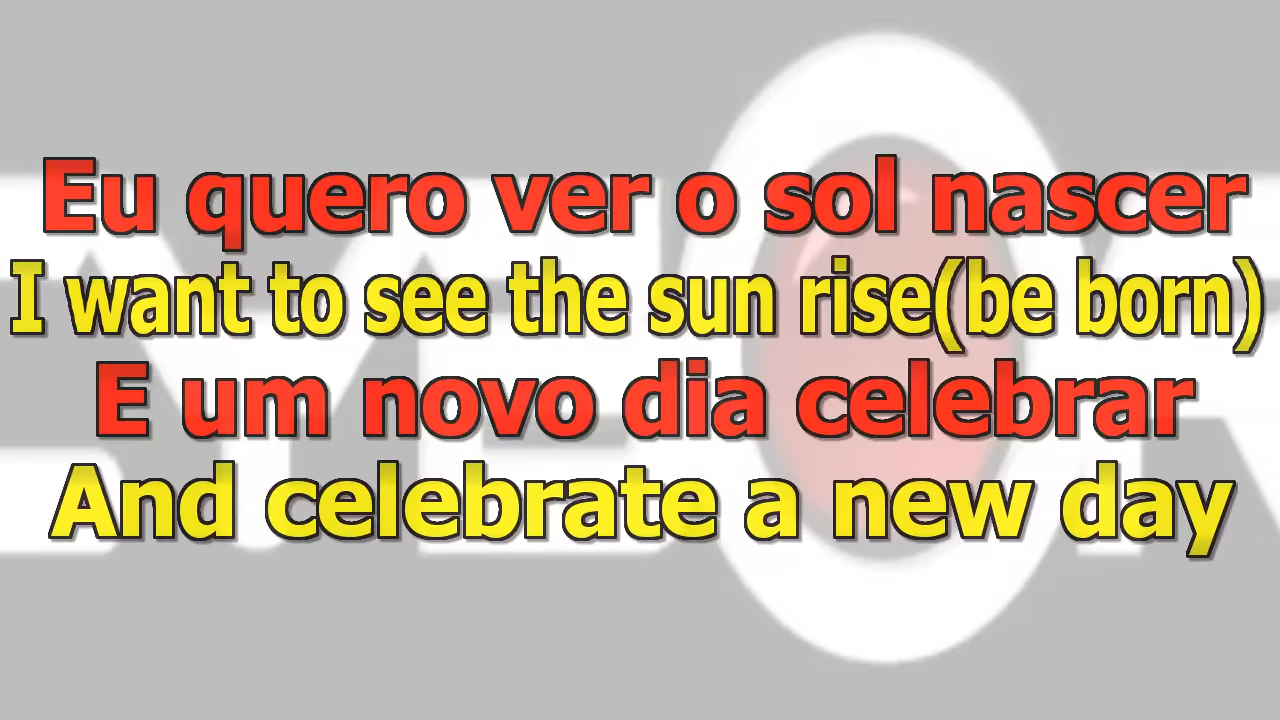 Eu quero ver o sol nascer
I want to see the sun rise(be born)
E um novo dia celebrar
And celebrate a new day